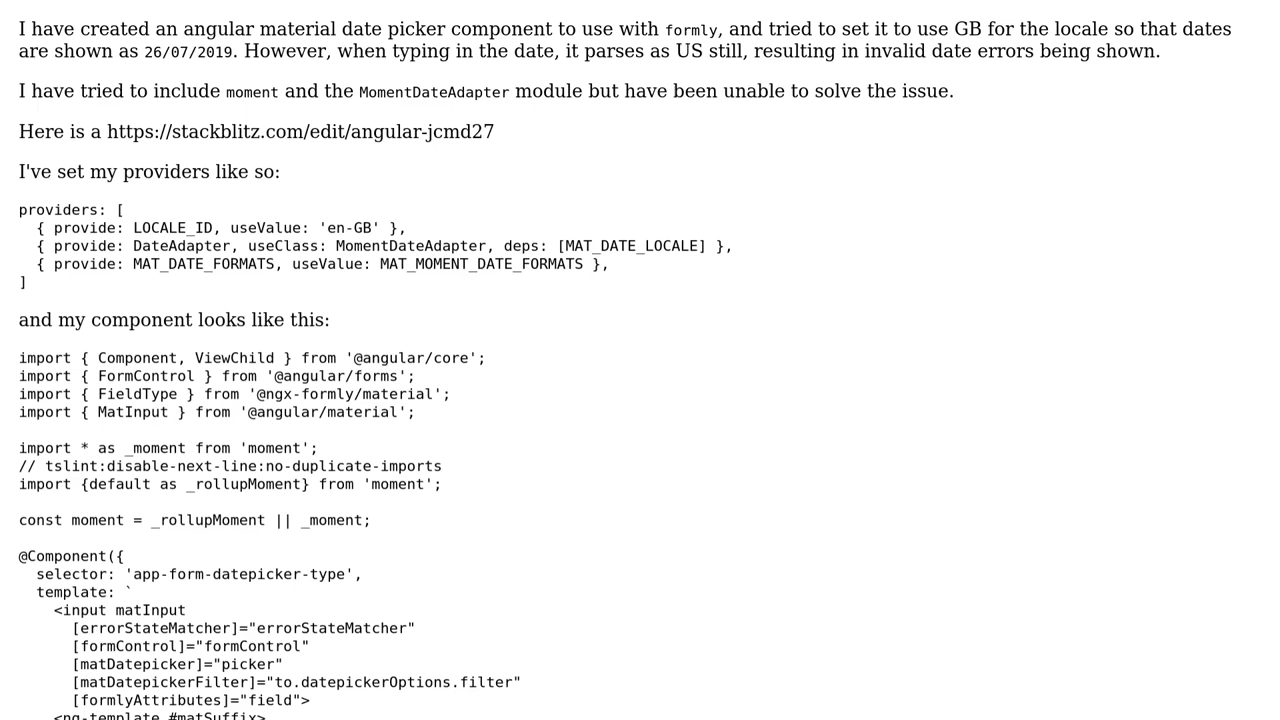 I have created an angular material date picker component to use with formly, and tried to set it to use GB for the locale so that dates
are shown as 26/07/2019. However, when typing in the date, it parses as US still, resulting in invalid date errors being shown.
I have tried to include moment and the MomentDateAdapter module but have been unable to solve the issue.
Here is a https://stackblitz.com/edit/angular-jcmd27
I've set my providers like so:
providers: [
  { provide: LOCALE_ID, useValue: 'en-GB' },
  { provide: DateAdapter, useClass: MomentDateAdapter, deps: [MAT_DATE_LOCALE] },
  { provide: MAT_DATE_FORMATS, useValue: MAT_MOMENT_DATE_FORMATS },
]
and my component looks like this:
import { Component, ViewChild } from '@angular/core';
import { FormControl } from '@angular/forms';
import { FieldType } from '@ngx-formly/material';
import { MatInput } from '@angular/material';
import * as _moment from 'moment';
// tslint:disable-next-line:no-duplicate-imports
import {default as _rollupMoment} from 'moment';
const moment = _rollupMoment || _moment;
@Component({
  selector: 'app-form-datepicker-type',
  template: `
    <input matInput
      [errorStateMatcher]="errorStateMatcher"
      [formControl]="formControl"
      [matDatepicker]="picker"
      [matDatepickerFilter]="to.datepickerOptions.filter"
      [formlyAttributes]="field">
    <ng-template #matSuffix>